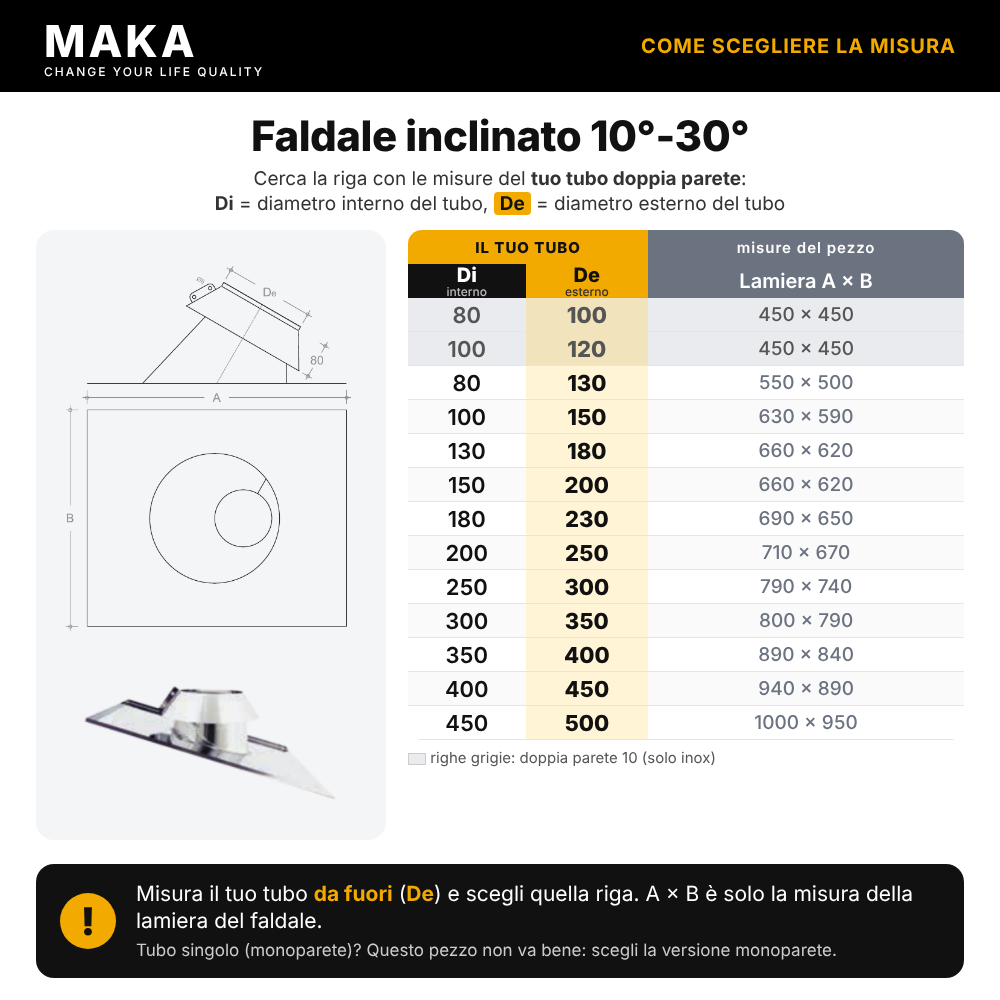 MAKA
CHANGE YOUR LIFE QUALITY
COME SCEGLIERE LA MISURA
Faldale inclinato 10°-30°
Cerca la riga con le misure del tuo tubo doppia parete:
Di = diametro interno del tubo, De = diametro esterno del tubo
De
80
A
B
IL TUO TUBO misure del pezzo
Di De Lamiera A × B
interno esterno
80 100 450 × 450
100 120 450 × 450
80 130 550 × 500
100 150 630 × 590
130 180 660 × 620
150 200 660 × 620
180 230 690 × 650
200 250 710 × 670
250 300 790 × 740
300 350 800 × 790
350 400 890 × 840
400 450 940 × 890
450 500 1000 × 950
righe grigie: doppia parete 10 (solo inox)
!
Misura il tuo tubo da fuori (De) e scegli quella riga. A × B è solo la misura della
lamiera del faldale.
Tubo singolo (monoparete)? Questo pezzo non va bene: scegli la versione monoparete.